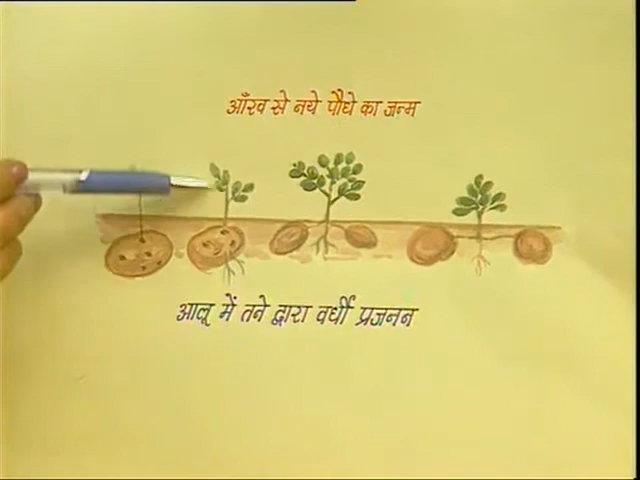 आँख से नये पौधे का जन्म
आलू में तने द्वारा वर्धी प्रजनन